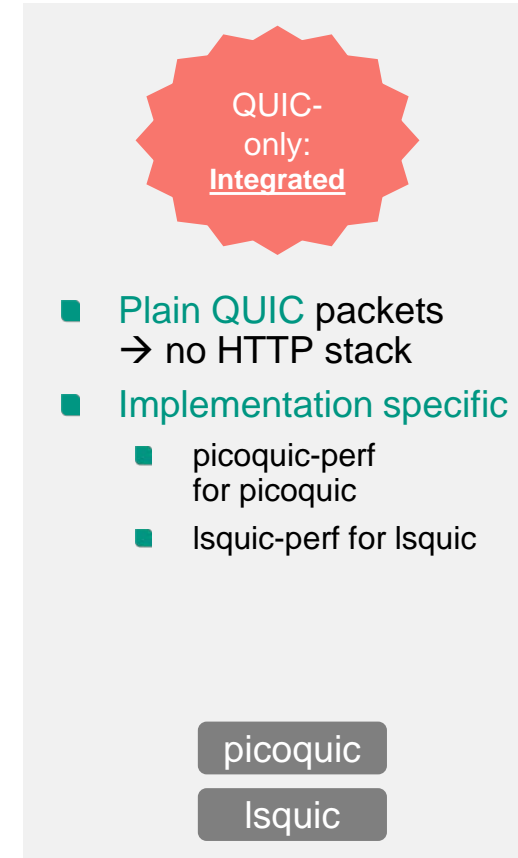 QUIC-
only:
Integrated
Plain QUIC packets
→ no HTTP stack
Implementation specific
picoquic-perf
for picoquic
lsquic-perf for lsquic
picoquic
lsquic